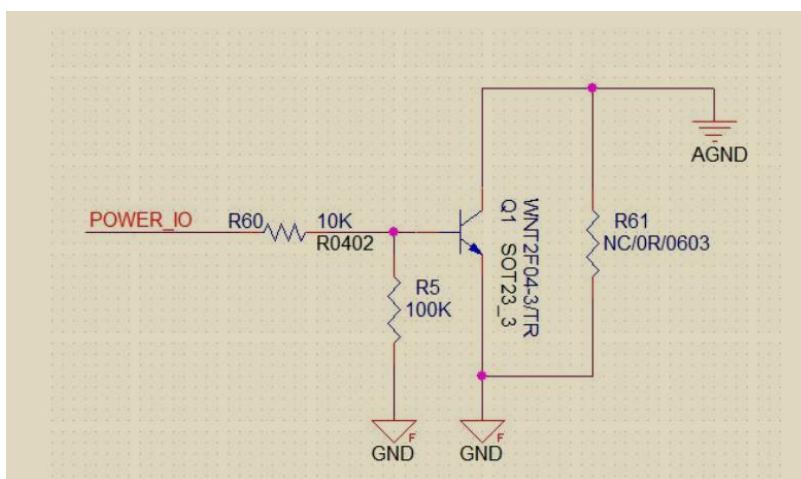 AGND
POWER_IO
R60
10K
R0402
WNT2F04-3/TR
Q1
SOT23_3
R61
NC/0R/0603
R5
100K
F
GND
F
GND